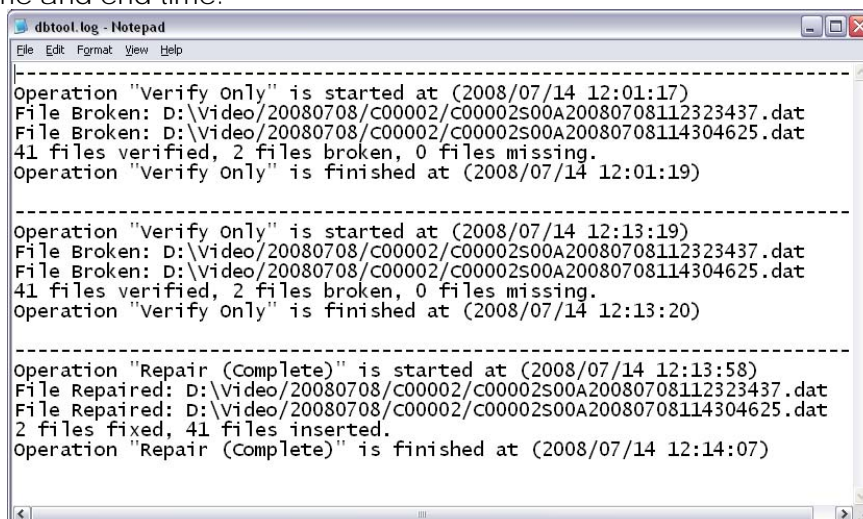 and end time.
dbtool.log - Notepad
File Edit Format View Help
--------------------------------------------------------------------------------
Operation "Verify Only" is started at (2008/07/14 12:01:17)
File Broken: D:\Video/20080708/C00002/C00002S00A20080708112323437.dat
File Broken: D:\Video/20080708/C00002/C00002S00A20080708114304625.dat
41 files verified, 2 files broken, 0 files missing.
Operation "Verify Only" is finished at (2008/07/14 12:01:19)
--------------------------------------------------------------------------------
Operation "Verify Only" is started at (2008/07/14 12:13:19)
File Broken: D:\Video/20080708/C00002/C00002S00A20080708112323437.dat
File Broken: D:\Video/20080708/C00002/C00002S00A20080708114304625.dat
41 files verified, 2 files broken, 0 files missing.
Operation "Verify Only" is finished at (2008/07/14 12:13:20)
--------------------------------------------------------------------------------
Operation "Repair (Complete)" is started at (2008/07/14 12:13:58)
File Repaired: D:\Video/20080708/C00002/C00002S00A20080708112323437.dat
File Repaired: D:\Video/20080708/C00002/C00002S00A20080708114304625.dat
2 files fixed, 41 files inserted.
Operation "Repair (Complete)" is finished at (2008/07/14 12:14:07)